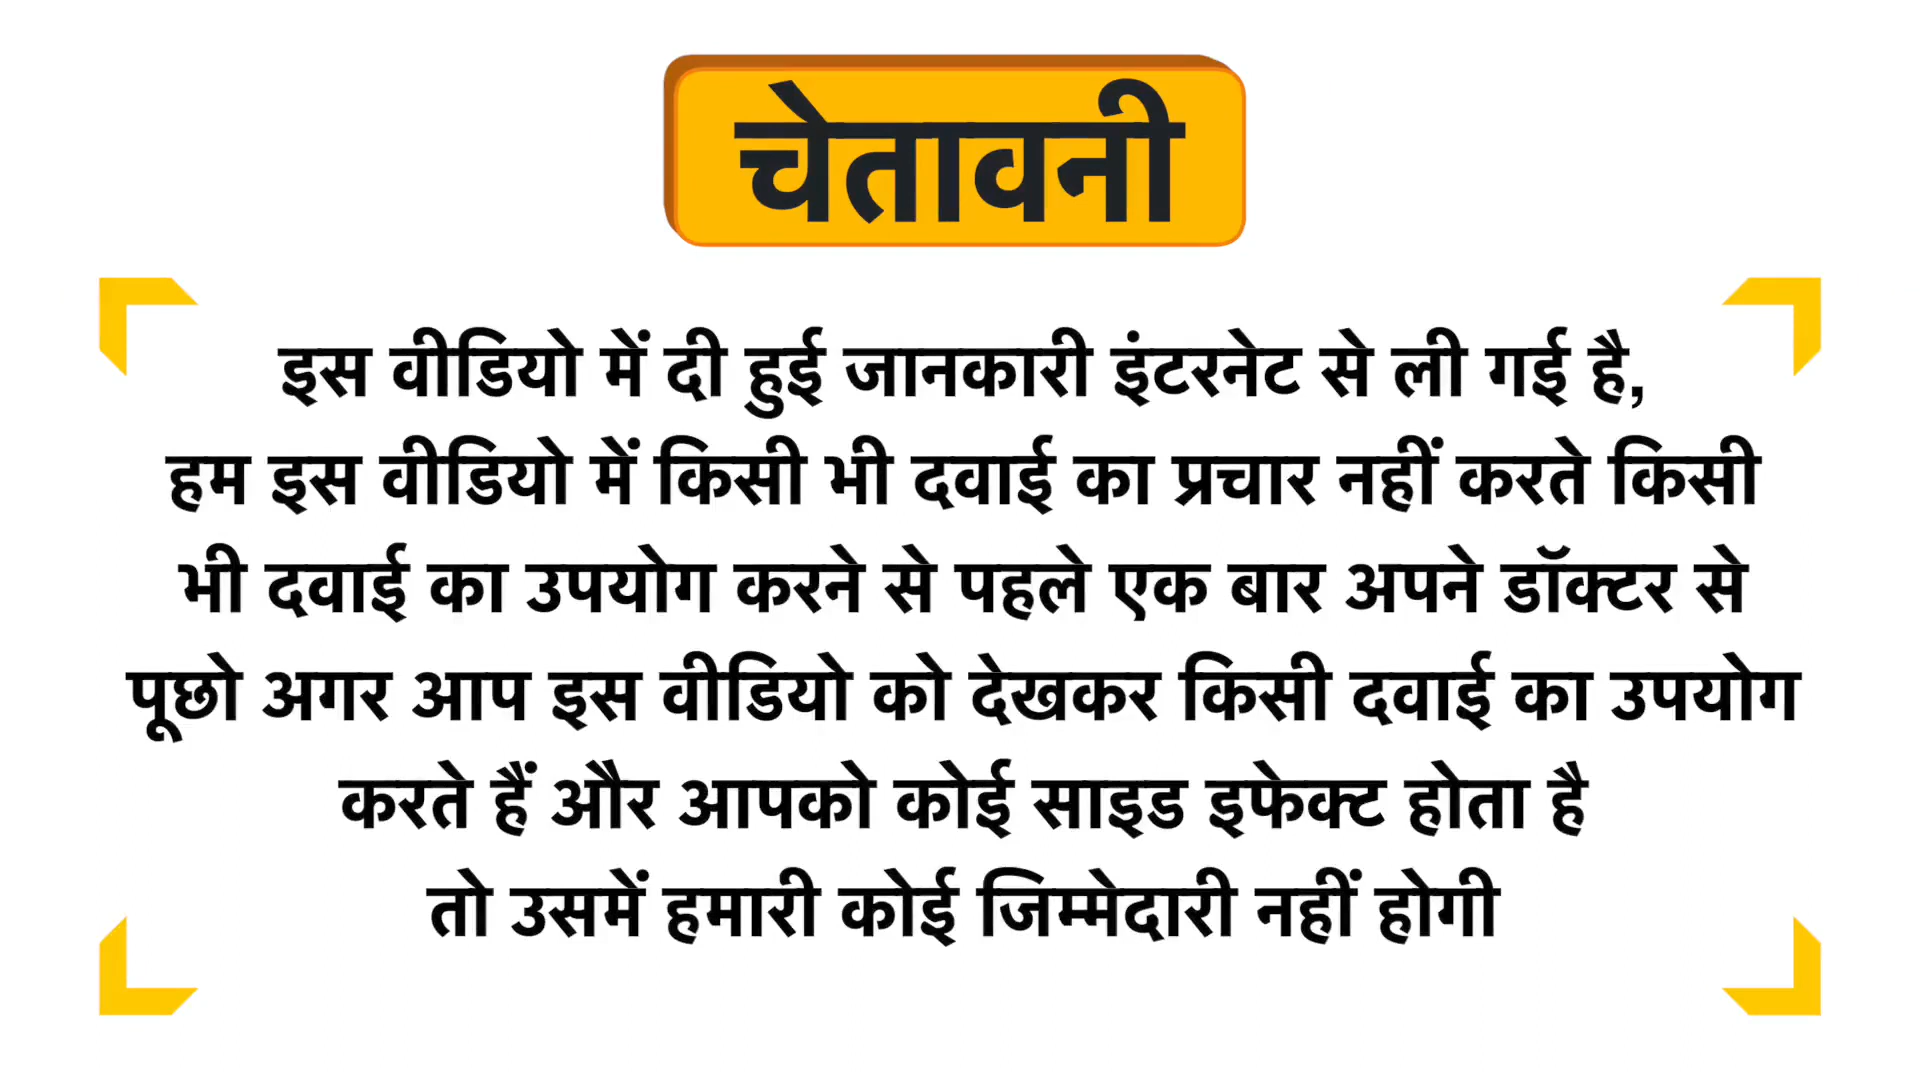 चेतावनी
इस वीडियो में दी हुई जानकारी इंटरनेट से ली गई है,
हम इस वीडियो में किसी भी दवाई का प्रचार नहीं करते किसी
भी दवाई का उपयोग करने से पहले एक बार अपने डॉक्टर से
पूछो अगर आप इस वीडियो को देखकर किसी दवाई का उपयोग
करते हैं और आपको कोई साइड इफेक्ट होता है
तो उसमें हमारी कोई जिम्मेदारी नहीं होगी